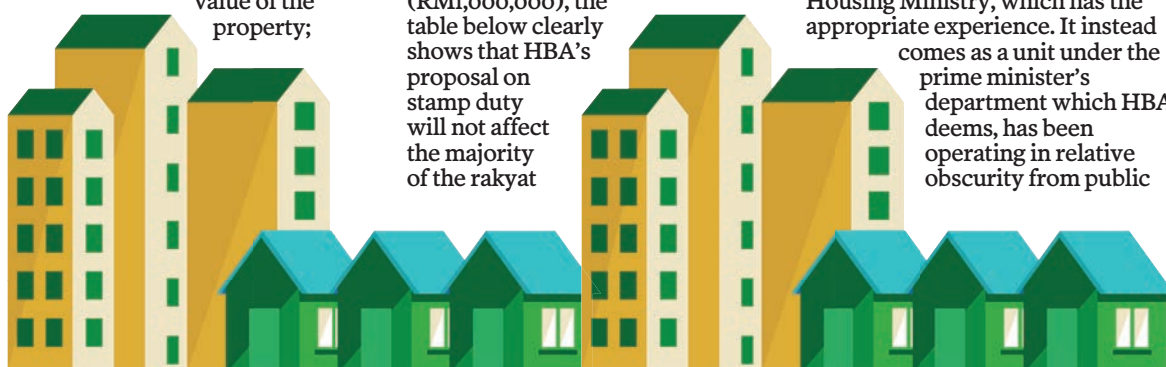 value of the
property;
(RM1,000,000), the
table below clearly
shows that HBA's
proposal on
stamp duty
will not affect
the majority
of the rakyat
Housing Ministry, which has the
appropriate experience. It instead
comes as a unit under the
prime minister's
department which HBA
deems, has been
operating in relative
obscurity from public